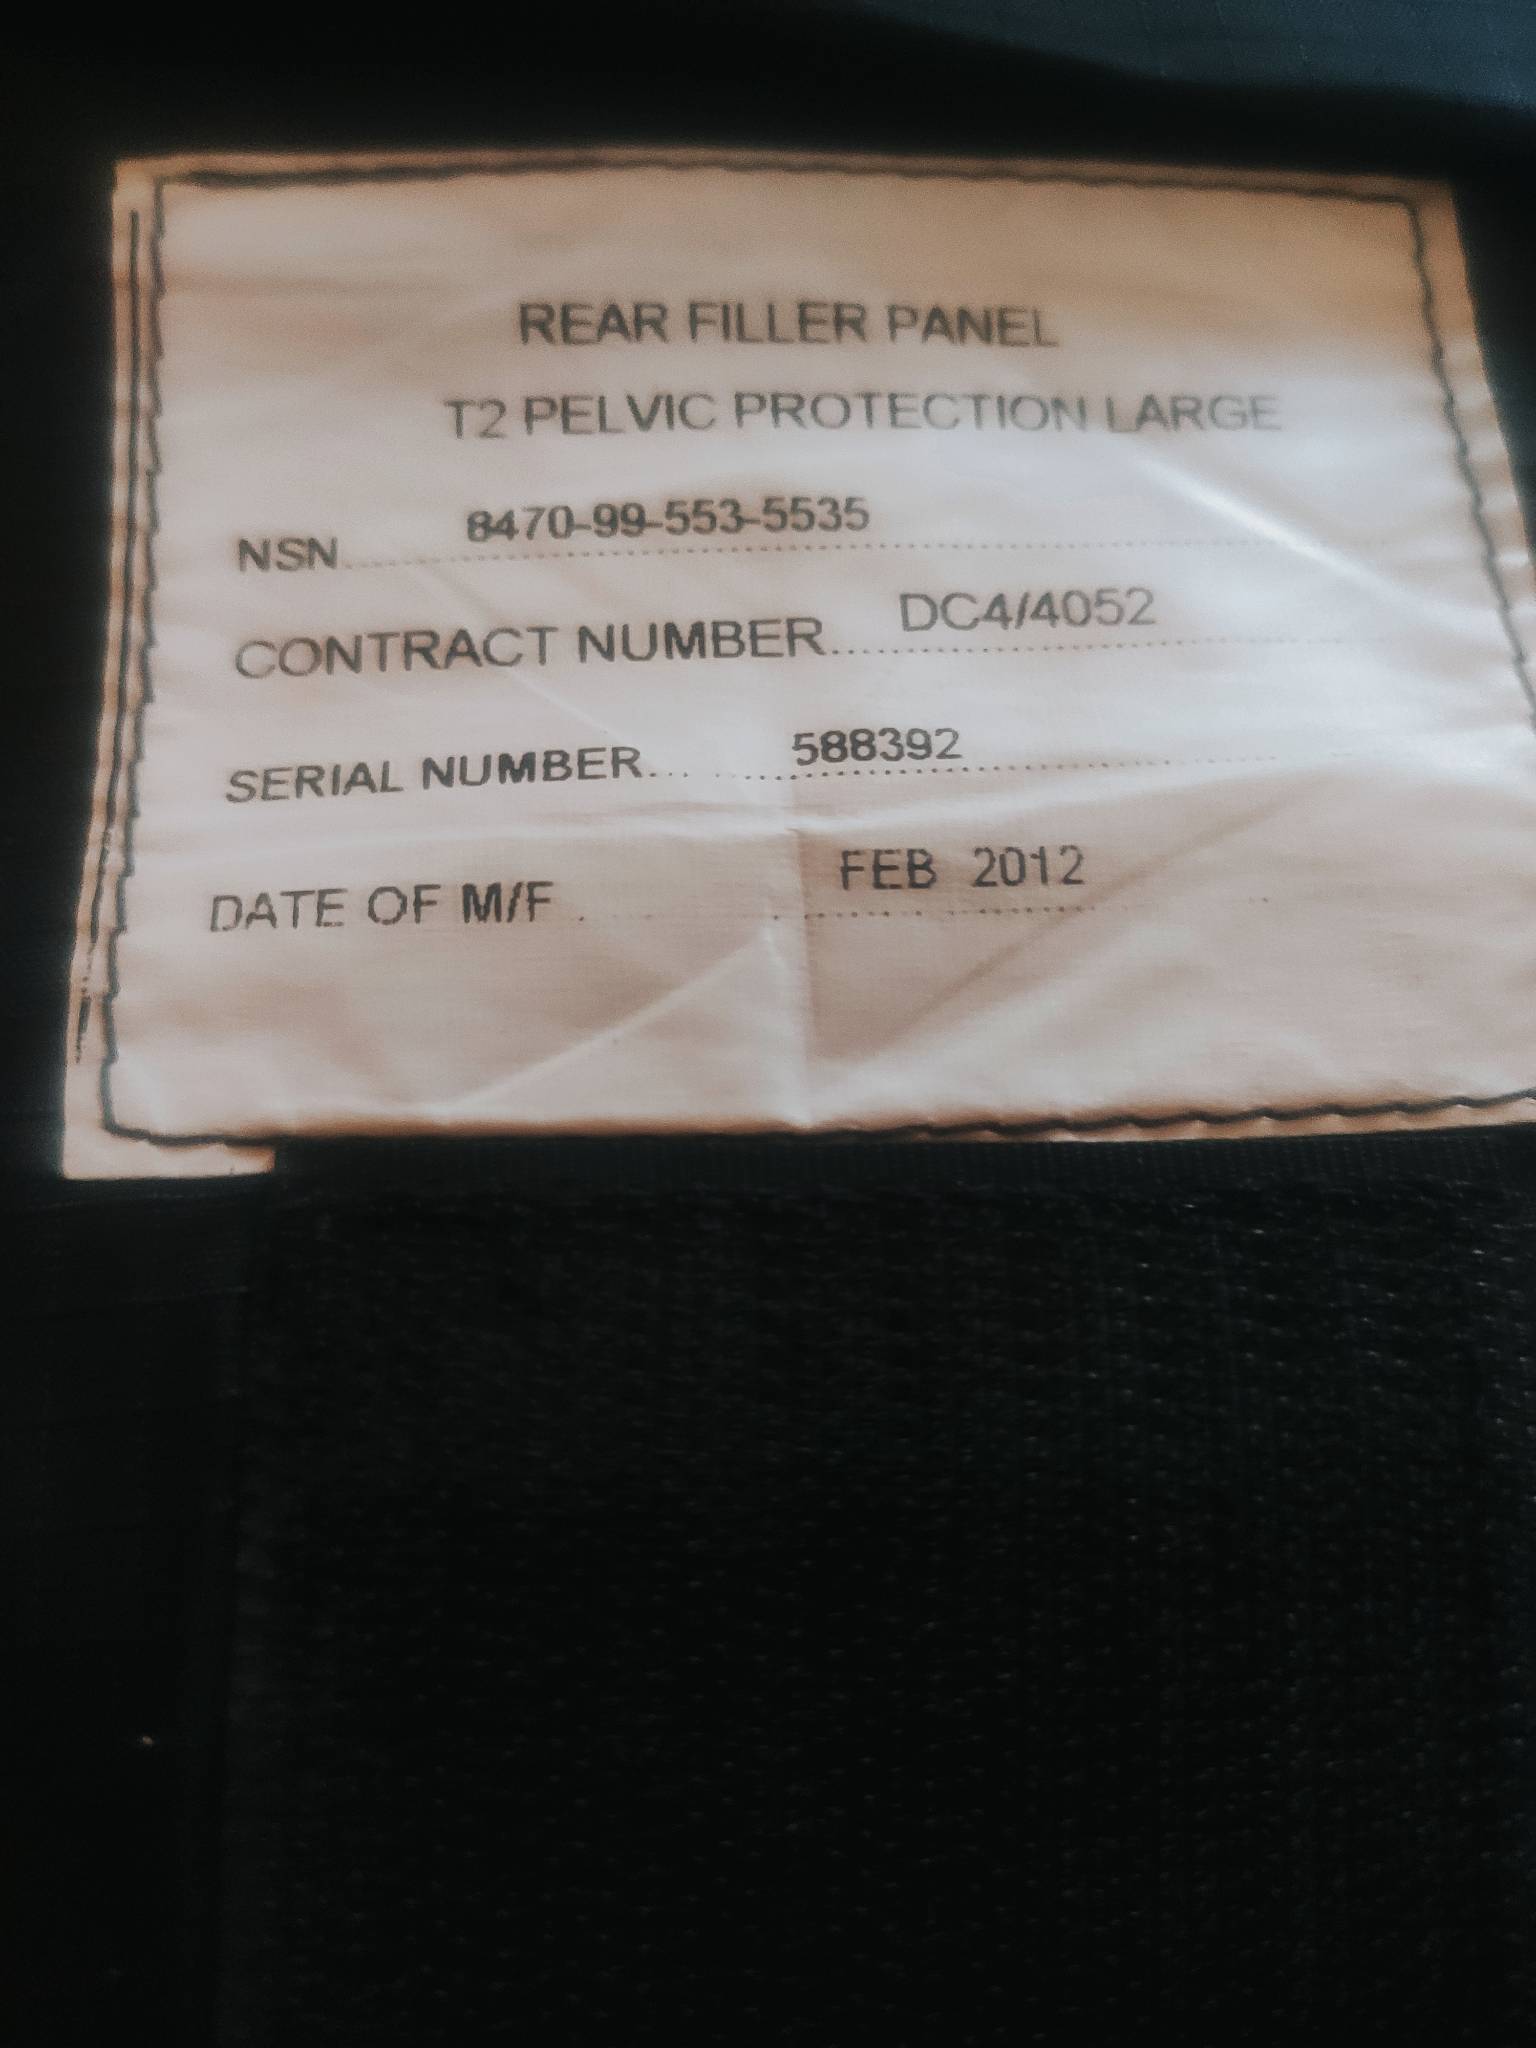 REAR FILLER PANEL
T2 PELVIC PROTECTION LARGE
NSN 8470-99-553-5535
CONTRACT NUMBER DC4/4052
SERIAL NUMBER 588392
DATE OF M/F FEB 2012